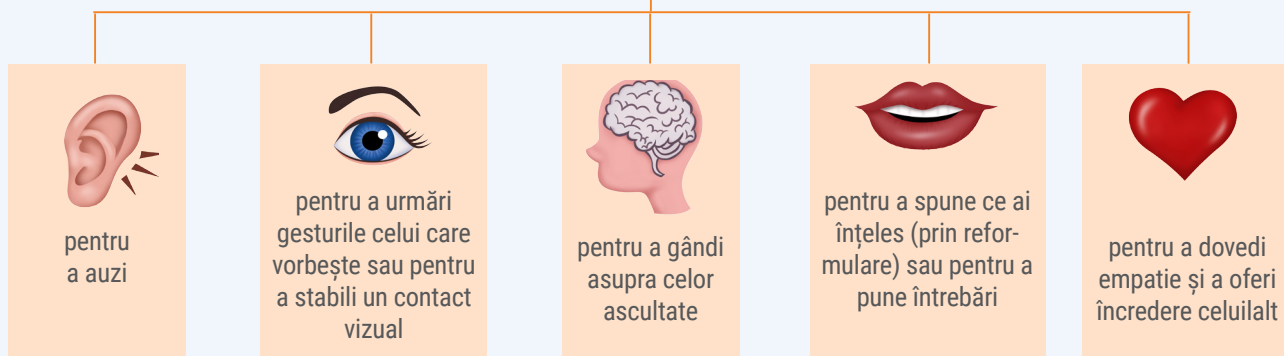 pentru
a auzi
pentru a urmări
gesturile celui care
vorbește sau pentru
a stabili un contact
vizual
pentru a gândi
asupra celor
ascultate
pentru a spune ce ai
înțeles (prin refor-
mulare) sau pentru a
pune întrebări
pentru a dovedi
empatie și a oferi
încredere celuilalt